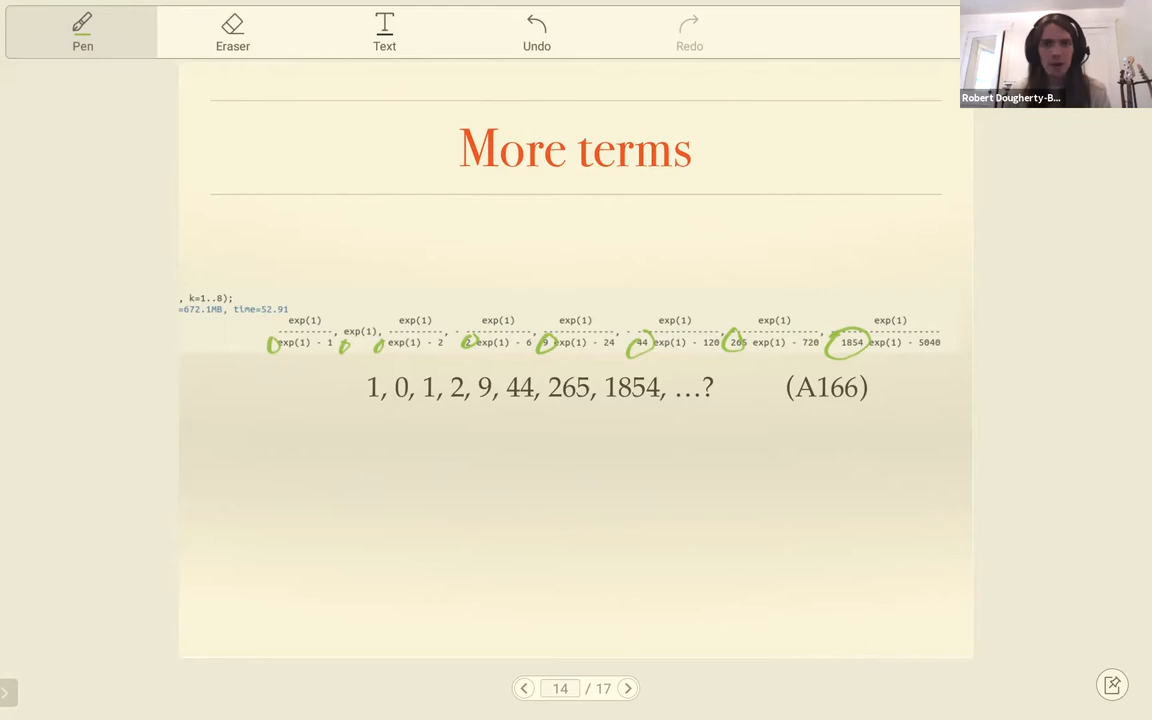 Pen Eraser Text Undo Redo
Robert Dougherty-B...
More terms
, k=1..8);
=672.1MB, time=52.91
exp(1) exp(1) exp(1) exp(1) exp(1) exp(1) exp(1)
----------, exp(1), ----------, - ----------, ----------, - ----------, ----------, ----------
exp(1) - 1 exp(1) - 2 2 exp(1) - 6 9 exp(1) - 24 44 exp(1) - 120 265 exp(1) - 720 1854 exp(1) - 5040
1, 0, 1, 2, 9, 44, 265, 1854, …? (A166)
14 / 17